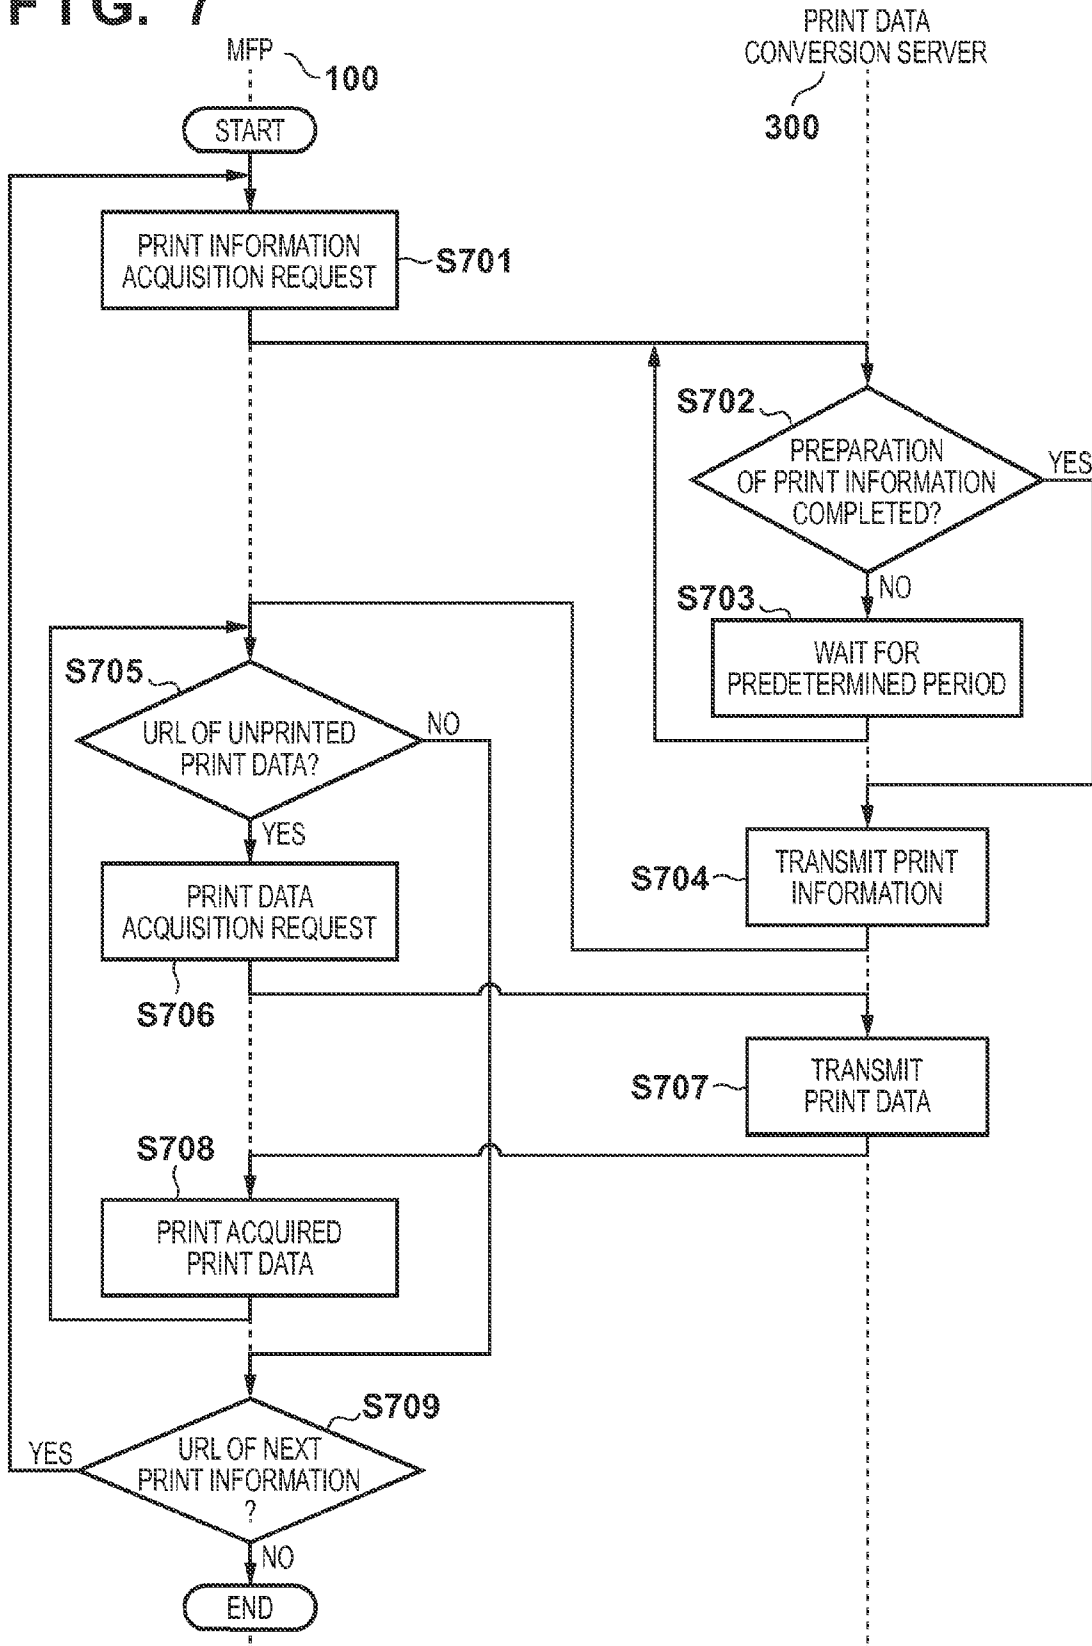 FIG. 7
MFP
100
PRINT DATA
CONVERSION SERVER
300
START
PRINT INFORMATION
ACQUISITION REQUEST
S701
S702
PREPARATION
OF PRINT INFORMATION
COMPLETED?
YES
NO
S703
WAIT FOR
PREDETERMINED PERIOD
S705
URL OF UNPRINTED
PRINT DATA?
NO
YES
S704
TRANSMIT PRINT
INFORMATION
PRINT DATA
ACQUISITION REQUEST
S706
S707
TRANSMIT
PRINT DATA
S708
PRINT ACQUIRED
PRINT DATA
S709
URL OF NEXT
PRINT INFORMATION
?
YES
NO
END